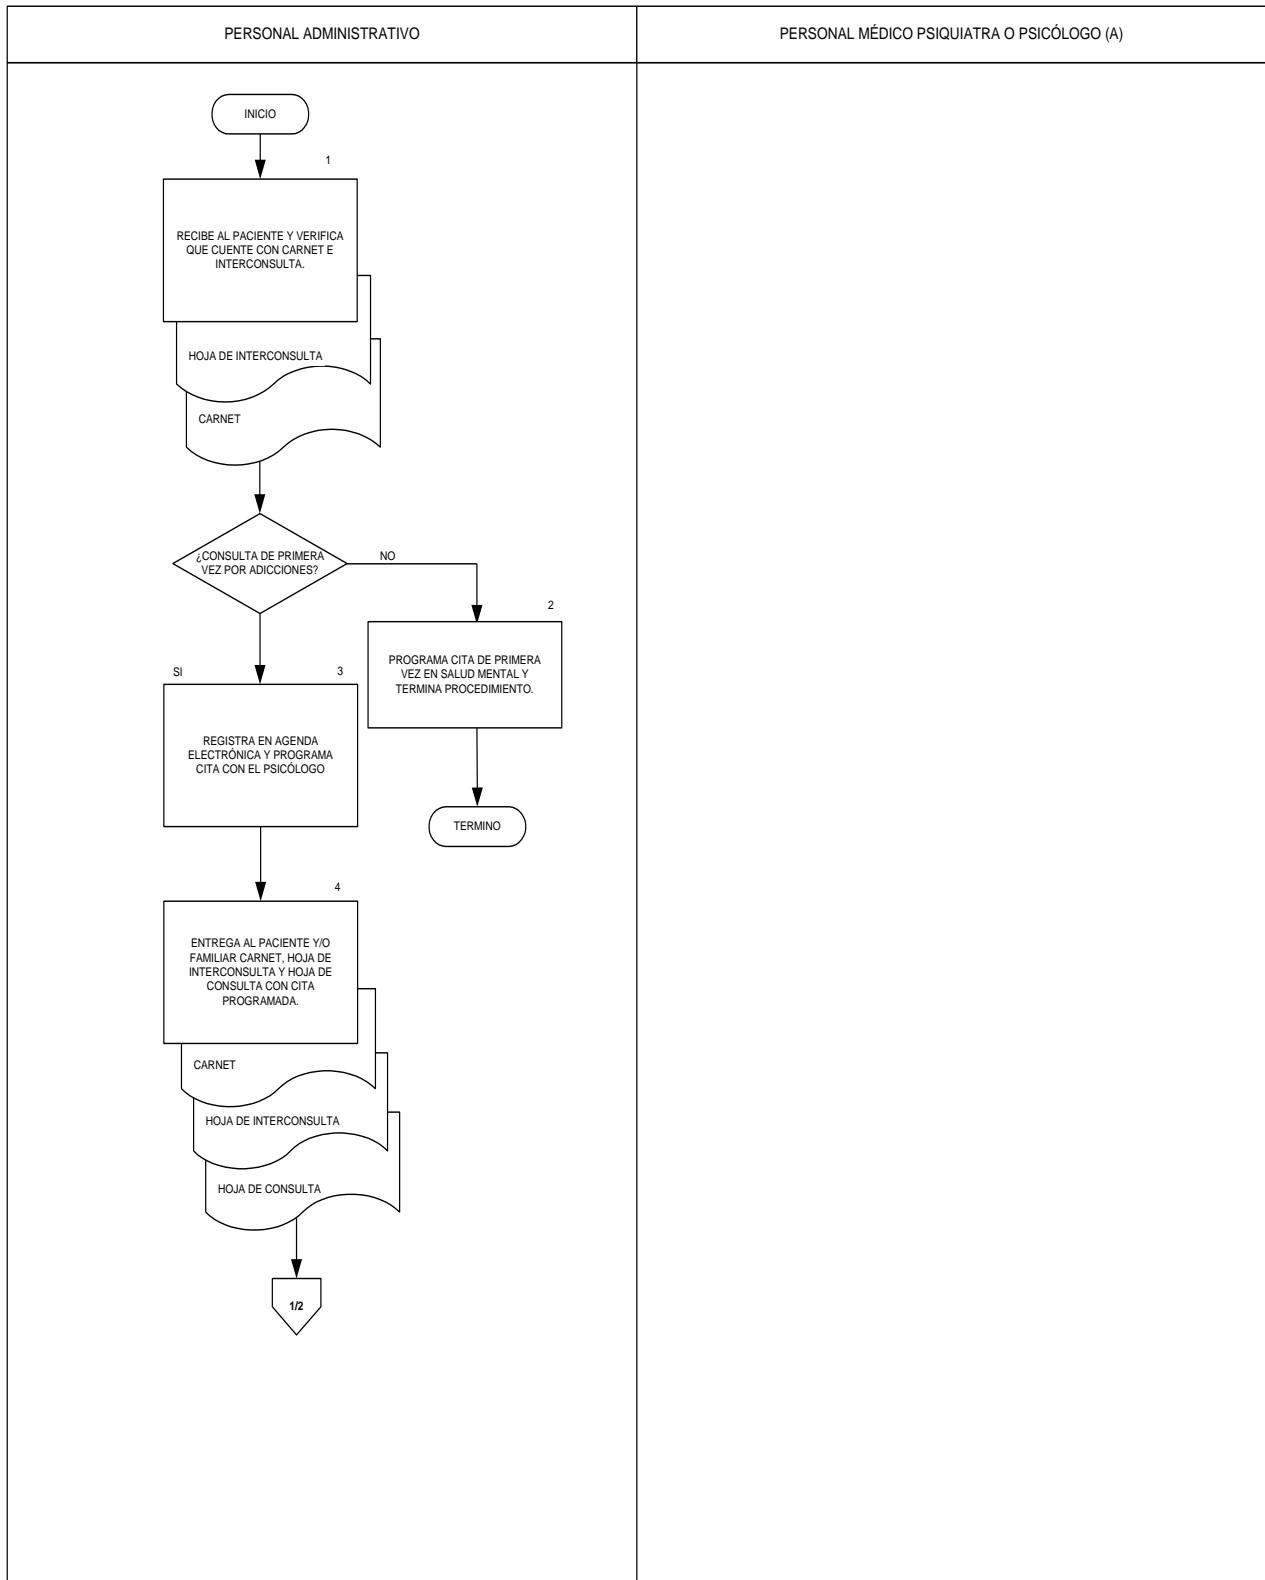 PERSONAL ADMINISTRATIVO
PERSONAL MÉDICO PSIQUIATRA O PSICÓLOGO (A)
INICIO
1
RECIBE AL PACIENTE Y VERIFICA
QUE CUENTE CON CARNET E
INTERCONSULTA.
HOJA DE INTERCONSULTA
CARNET
¿CONSULTA DE PRIMERA
VEZ POR ADICCIONES?
NO
2
PROGRAMA CITA DE PRIMERA
VEZ EN SALUD MENTAL Y
TERMINA PROCEDIMIENTO.
TERMINO
SI
3
REGISTRA EN AGENDA
ELECTRÓNICA Y PROGRAMA
CITA CON EL PSICÓLOGO
4
ENTREGA AL PACIENTE Y/O
FAMILIAR CARNET, HOJA DE
INTERCONSULTA Y HOJA DE
CONSULTA CON CITA
PROGRAMADA.
CARNET
HOJA DE INTERCONSULTA
HOJA DE CONSULTA
1/2